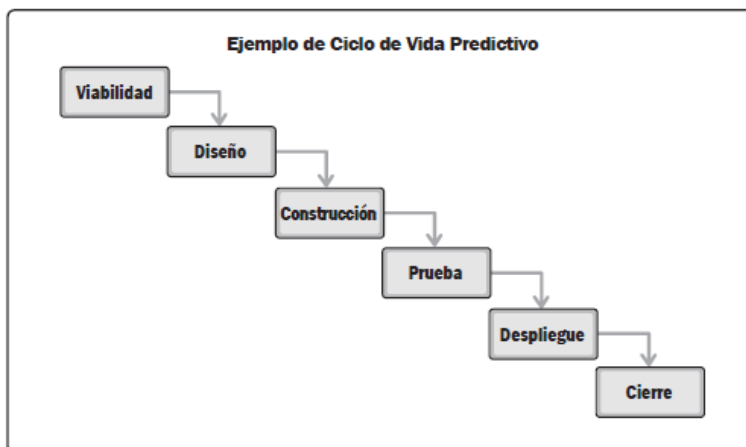 Ejemplo de Ciclo de Vida Predictivo
Viabilidad
Diseño
Construcción
Prueba
Despliegue
Cierre